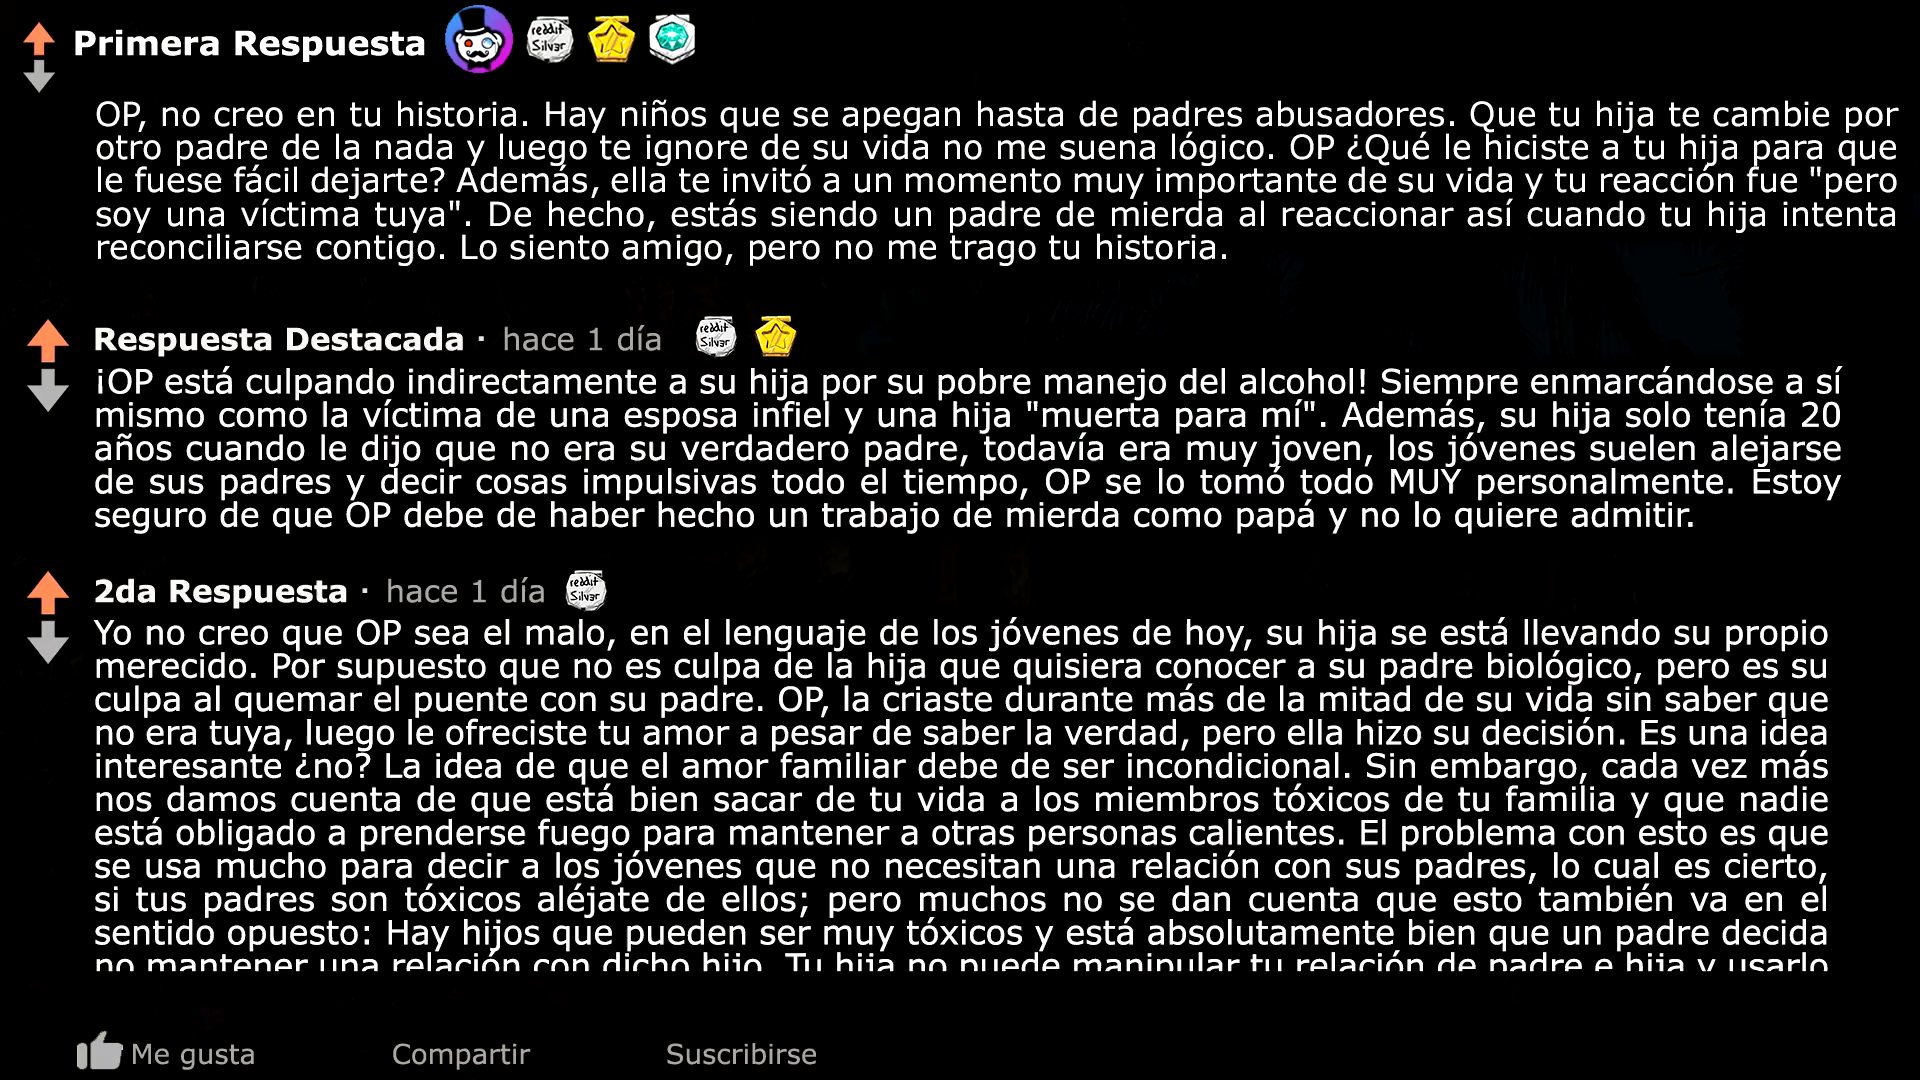 Primera Respuesta
reddit
Silver
OP, no creo en tu historia. Hay niños que se apegan hasta de padres abusadores. Que tu hija te cambie por
otro padre de la nada y luego te ignore de su vida no me suena lógico. OP ¿Qué le hiciste a tu hija para que
le fuese fácil dejarte? Además, ella te invitó a un momento muy importante de su vida y tu reacción fue "pero
soy una víctima tuya". De hecho, estás siendo un padre de mierda al reaccionar así cuando tu hija intenta
reconciliarse contigo. Lo siento amigo, pero no me trago tu historia.
Respuesta Destacada · hace 1 día
reddit
Silver
¡OP está culpando indirectamente a su hija por su pobre manejo del alcohol! Siempre enmarcándose a sí
mismo como la víctima de una esposa infiel y una hija "muerta para mí". Además, su hija solo tenía 20
años cuando le dijo que no era su verdadero padre, todavía era muy joven, los jóvenes suelen alejarse
de sus padres y decir cosas impulsivas todo el tiempo, OP se lo tomó todo MUY personalmente. Estoy
seguro de que OP debe de haber hecho un trabajo de mierda como papá y no lo quiere admitir.
2da Respuesta · hace 1 día
reddit
Silver
Yo no creo que OP sea el malo, en el lenguaje de los jóvenes de hoy, su hija se está llevando su propio
merecido. Por supuesto que no es culpa de la hija que quisiera conocer a su padre biológico, pero es su
culpa al quemar el puente con su padre. OP, la criaste durante más de la mitad de su vida sin saber que
no era tuya, luego le ofreciste tu amor a pesar de saber la verdad, pero ella hizo su decisión. Es una idea
interesante ¿no? La idea de que el amor familiar debe de ser incondicional. Sin embargo, cada vez más
nos damos cuenta de que está bien sacar de tu vida a los miembros tóxicos de tu familia y que nadie
está obligado a prenderse fuego para mantener a otras personas calientes. El problema con esto es que
se usa mucho para decir a los jóvenes que no necesitan una relación con sus padres, lo cual es cierto,
si tus padres son tóxicos aléjate de ellos; pero muchos no se dan cuenta que esto también va en el
sentido opuesto: Hay hijos que pueden ser muy tóxicos y está absolutamente bien que un padre decida
no mantener una relación con dicho hijo. Tu hija no puede manipular tu relación de padre e hija y usarlo
Me gusta
Compartir
Suscribirse